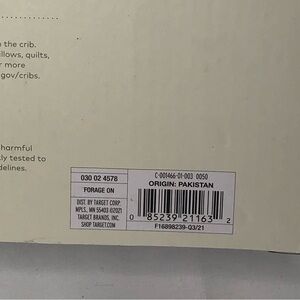 n the crib.
illows, quilts,
r more
gov/cribs.
harmful
ly tested to
delines.
030 02 4578
FORAGE ON
DIST. BY TARGET CORP.
MPLS., MN 55403 ©2021
TARGET BRANDS, INC.
SHOP TARGET.COM
C-001466-01-003 0050
ORIGIN: PAKISTAN
0 85239 21163 2
F16898239-03/21